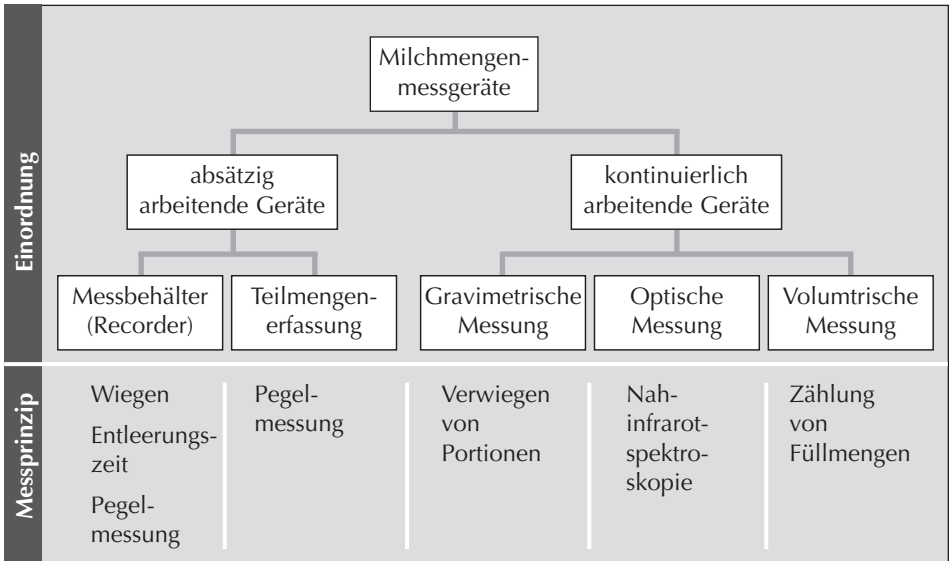 Einordnung
Milchmengen-
messgeräte
absätzig
arbeitende Geräte
kontinuierlich
arbeitende Geräte
Messbehälter
(Recorder)
Teilmengen-
erfassung
Gravimetrische
Messung
Optische
Messung
Volumtrische
Messung
Messprinzip
Wiegen
Entleerungs-
zeit
Pegel-
messung
Pegel-
messung
Verwiegen
von
Portionen
Nah-
infrarot-
spektro-
skopie
Zählung
von
Füllmengen